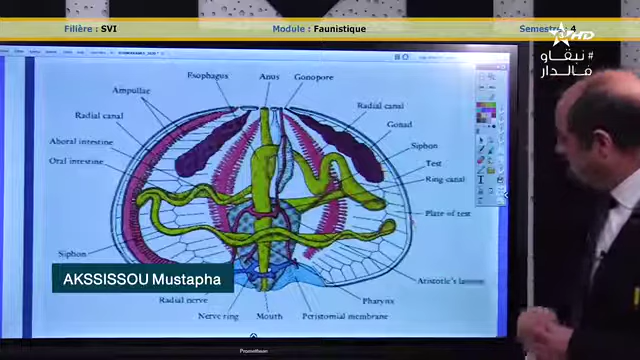 Filière : SVI
Module : Faunistique
Semestre 4
HD
#نبقاو
فالدار
Esophagus
Anus
Gonopore
Ampullae
Radial canal
Radial canal
Gonad
Aboral intestine
Siphon
Oral intestine
Test
Ring canal
Plate of test
Siphon
Aristotle's
AKSSISSOU Mustapha
Radial nerve
Pharynx
Nerve ring
Mouth
Peristomial membrane
Promethean